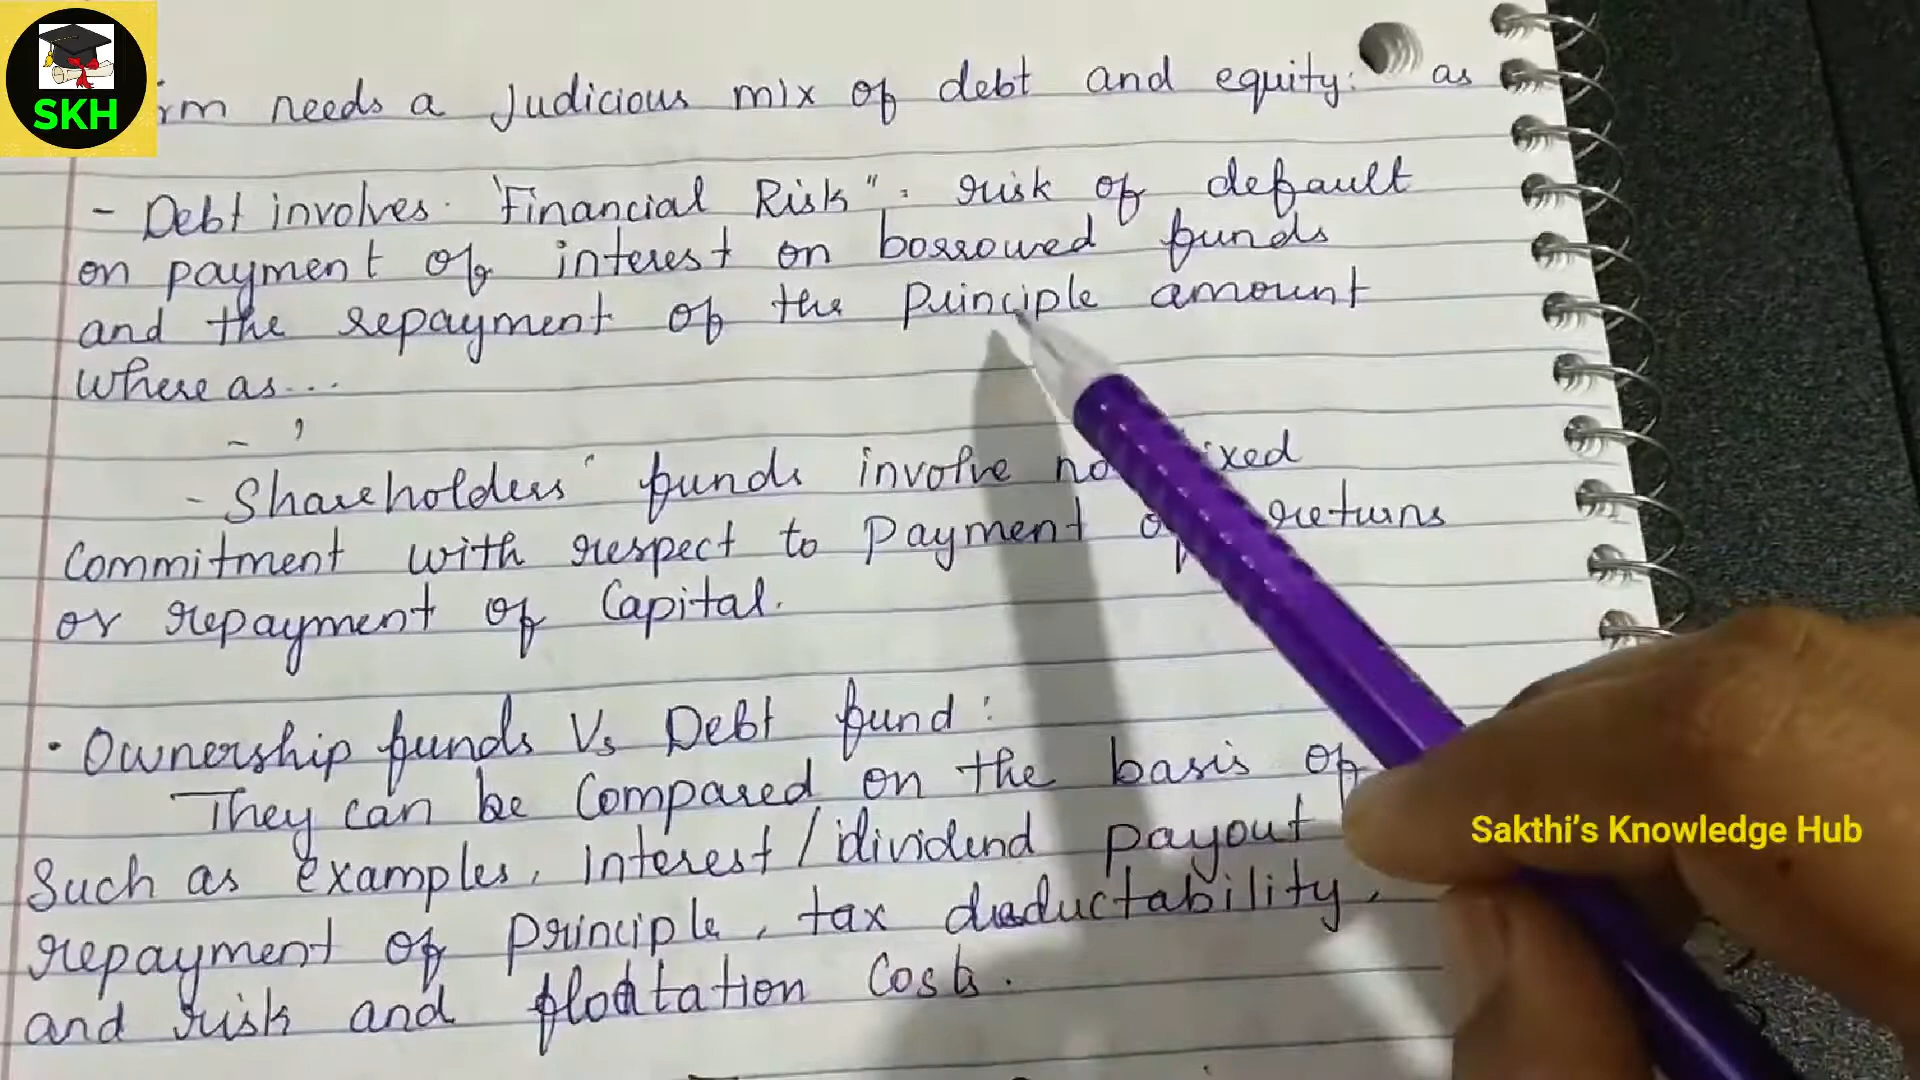 SKH
rm needs a Judicious mix of debt and equity: as
- Debt involves. "Financial Risk". risk of default
on payment of interest on borrowed funds
and the repayment of the Principle amount
where as...
- Shareholders' funds involve no ixed
Commitment with respect to Payment of returns
or repayment of Capital.
• Ownership funds Vs Debt fund:
They can be Compared on the basis of
Such as examples, interest/dividend payout
repayment of Principle, tax deductability,
and risk and flotation Costs.
Sakthi's Knowledge Hub